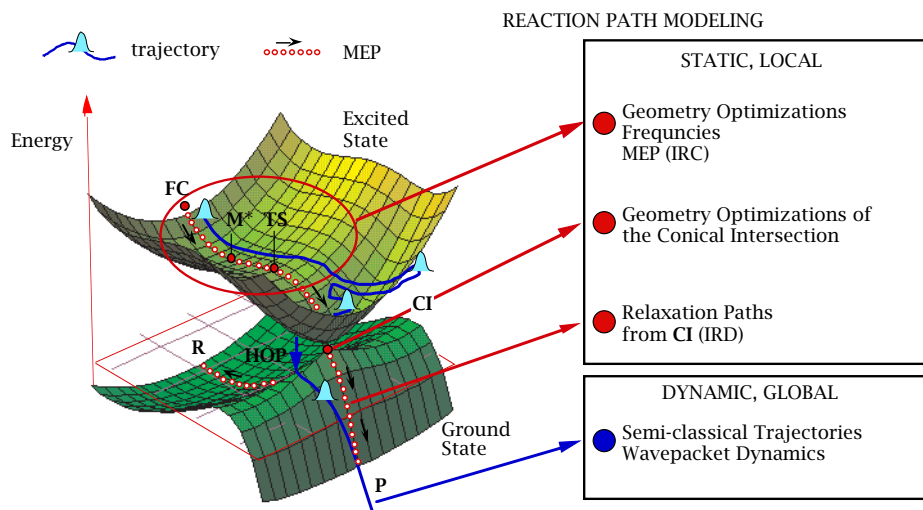 REACTION PATH MODELING
trajectory
MEP
STATIC, LOCAL
Geometry Optimizations
Frequncies
MEP (IRC)
Geometry Optimizations of
the Conical Intersection
Relaxation Paths
from CI (IRD)
DYNAMIC, GLOBAL
Semi-classical Trajectories
Wavepacket Dynamics
Energy
Excited
State
FC
M*
TS
CI
R
HOP
Ground
State
P